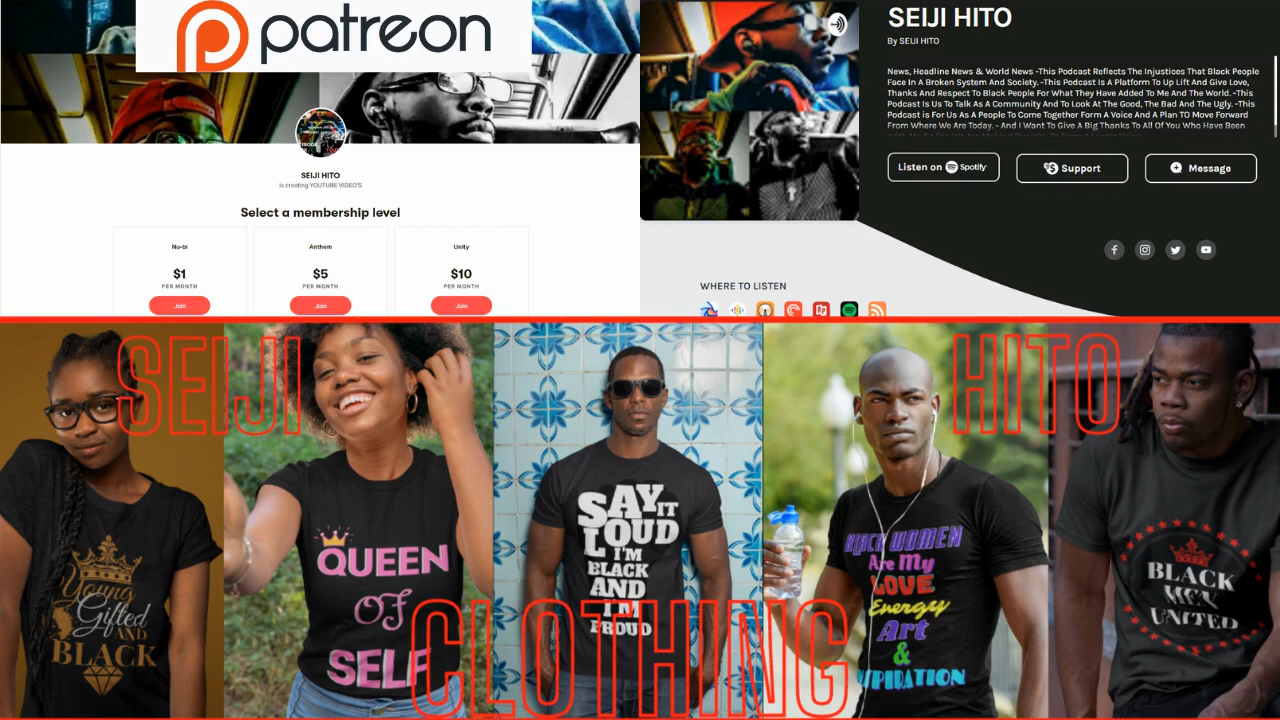 patreon
SEIJI HITO
is creating YOUTUBE VIDEO'S
Select a membership level
Nu-bi
$1
PER MONTH
Join
Anthem
$5
PER MONTH
Join
Unity
$10
PER MONTH
Join
SEIJI HITO
By SEIJI HITO
News, Headline News & World News -This Podcast Reflects The Injustices That Black People
Face In A Broken System And Society. -This Podcast Is A Platform To Up Lift And Give Love,
Thanks And Respect To Black People For What They Have Added To Me And The World. -This
Podcast Is Us To Talk As A Community And To Look At The Good, The Bad And The Ugly. -This
Podcast is For Us As A People To Come Together Form A Voice And A Plan TO Move Forward
From Where We Are Today. - And I Want To Give A Big Thanks To All Of You Who Have Been
Listen on Spotify
Support
Message
WHERE TO LISTEN
SEIJI HITO
CLOTHING
Young
Gifted
AND
BLACK
QUEEN
OF
SELF
SAY IT
LOUD
I'M
BLACK
AND
I'M
PROUD
BLACK WOMEN
Are My
LOVE
Energy
Art
&
INSPIRATION
BLACK
MEN
UNITED